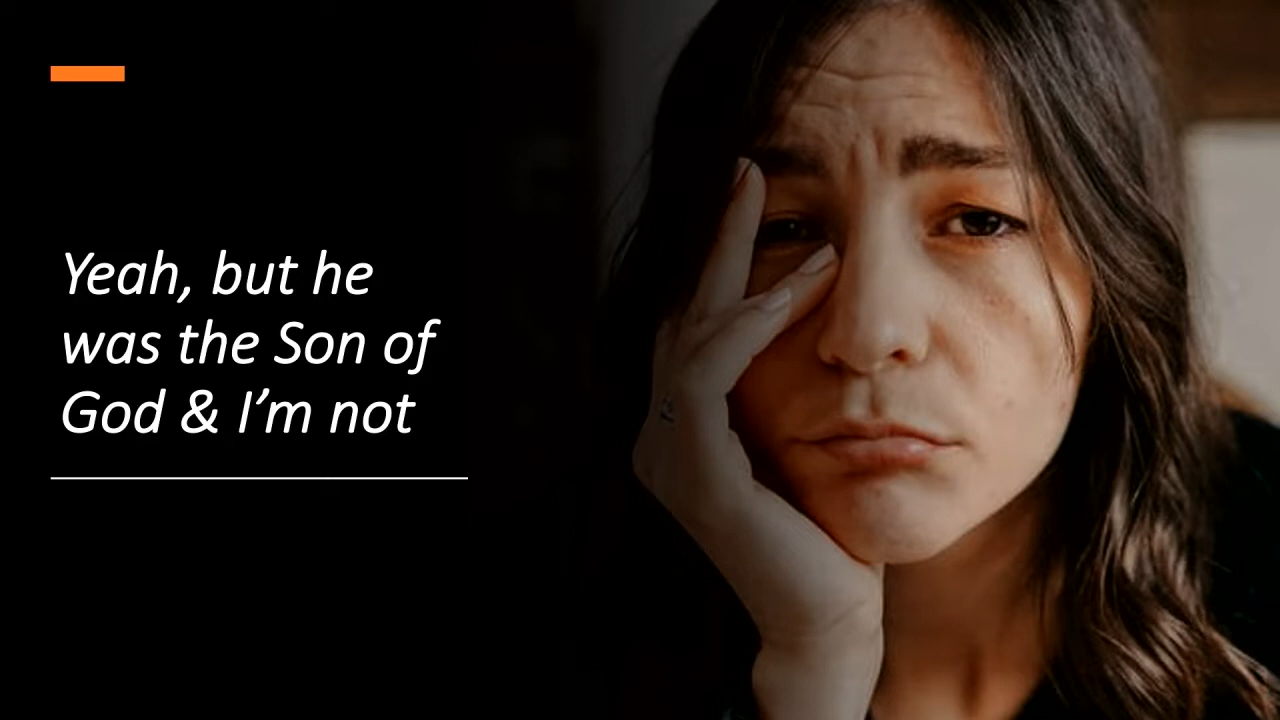 Yeah, but he
was the Son of
God & I’m not